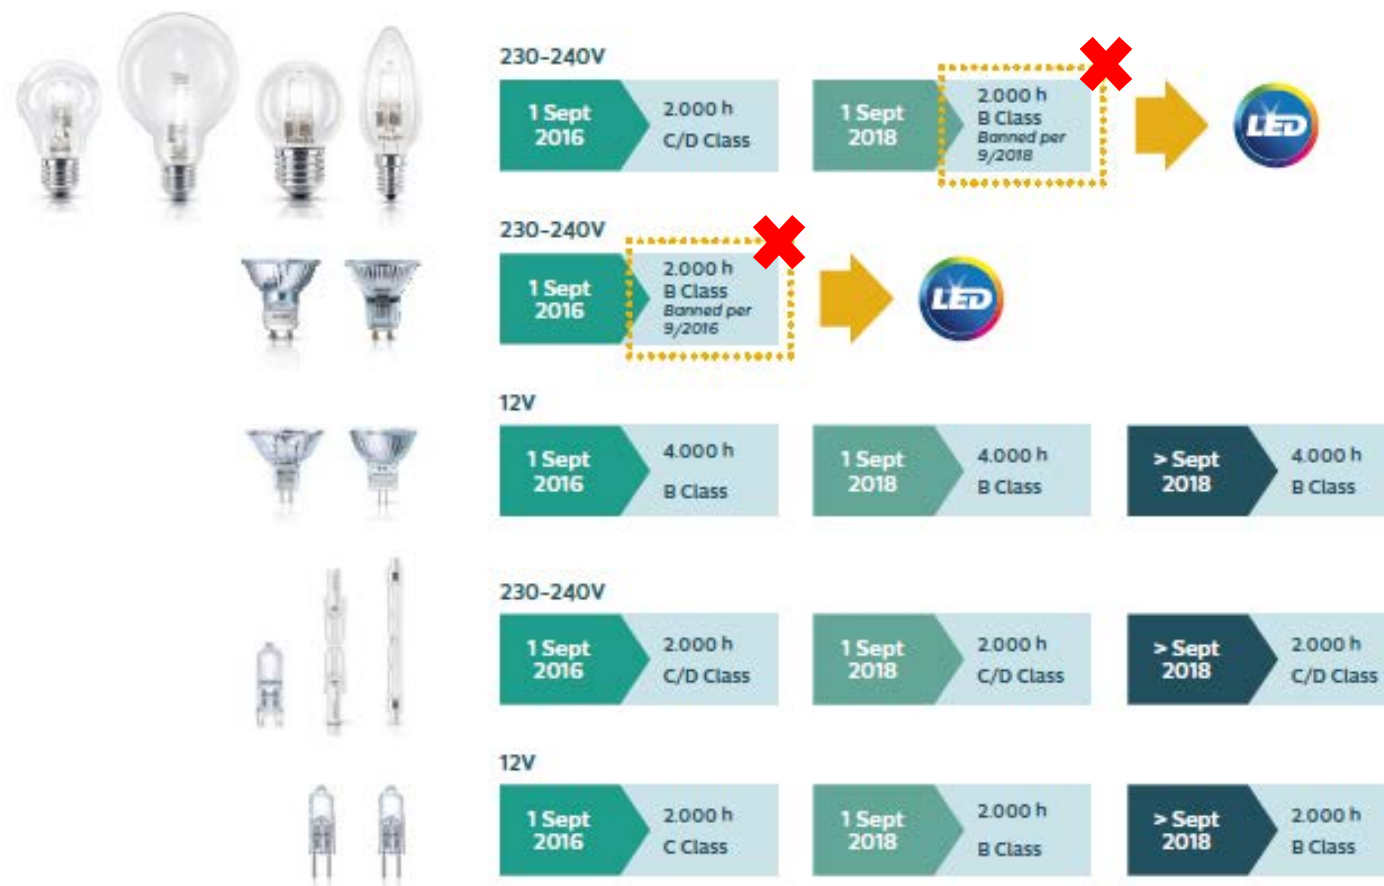 230-240V
1 Sept
2016
2.000 h
C/D Class
1 Sept
2018
2.000 h
B Class
Banned per
9/2018
LED
230-240V
1 Sept
2016
2.000 h
B Class
Banned per
9/2016
LED
12V
1 Sept
2016
4.000 h
B Class
1 Sept
2018
4.000 h
B Class
> Sept
2018
4.000 h
B Class
230-240V
1 Sept
2016
2.000 h
C/D Class
1 Sept
2018
2.000 h
C/D Class
> Sept
2018
2.000 h
C/D Class
12V
1 Sept
2016
2.000 h
C Class
1 Sept
2018
2.000 h
B Class
> Sept
2018
2.000 h
B Class